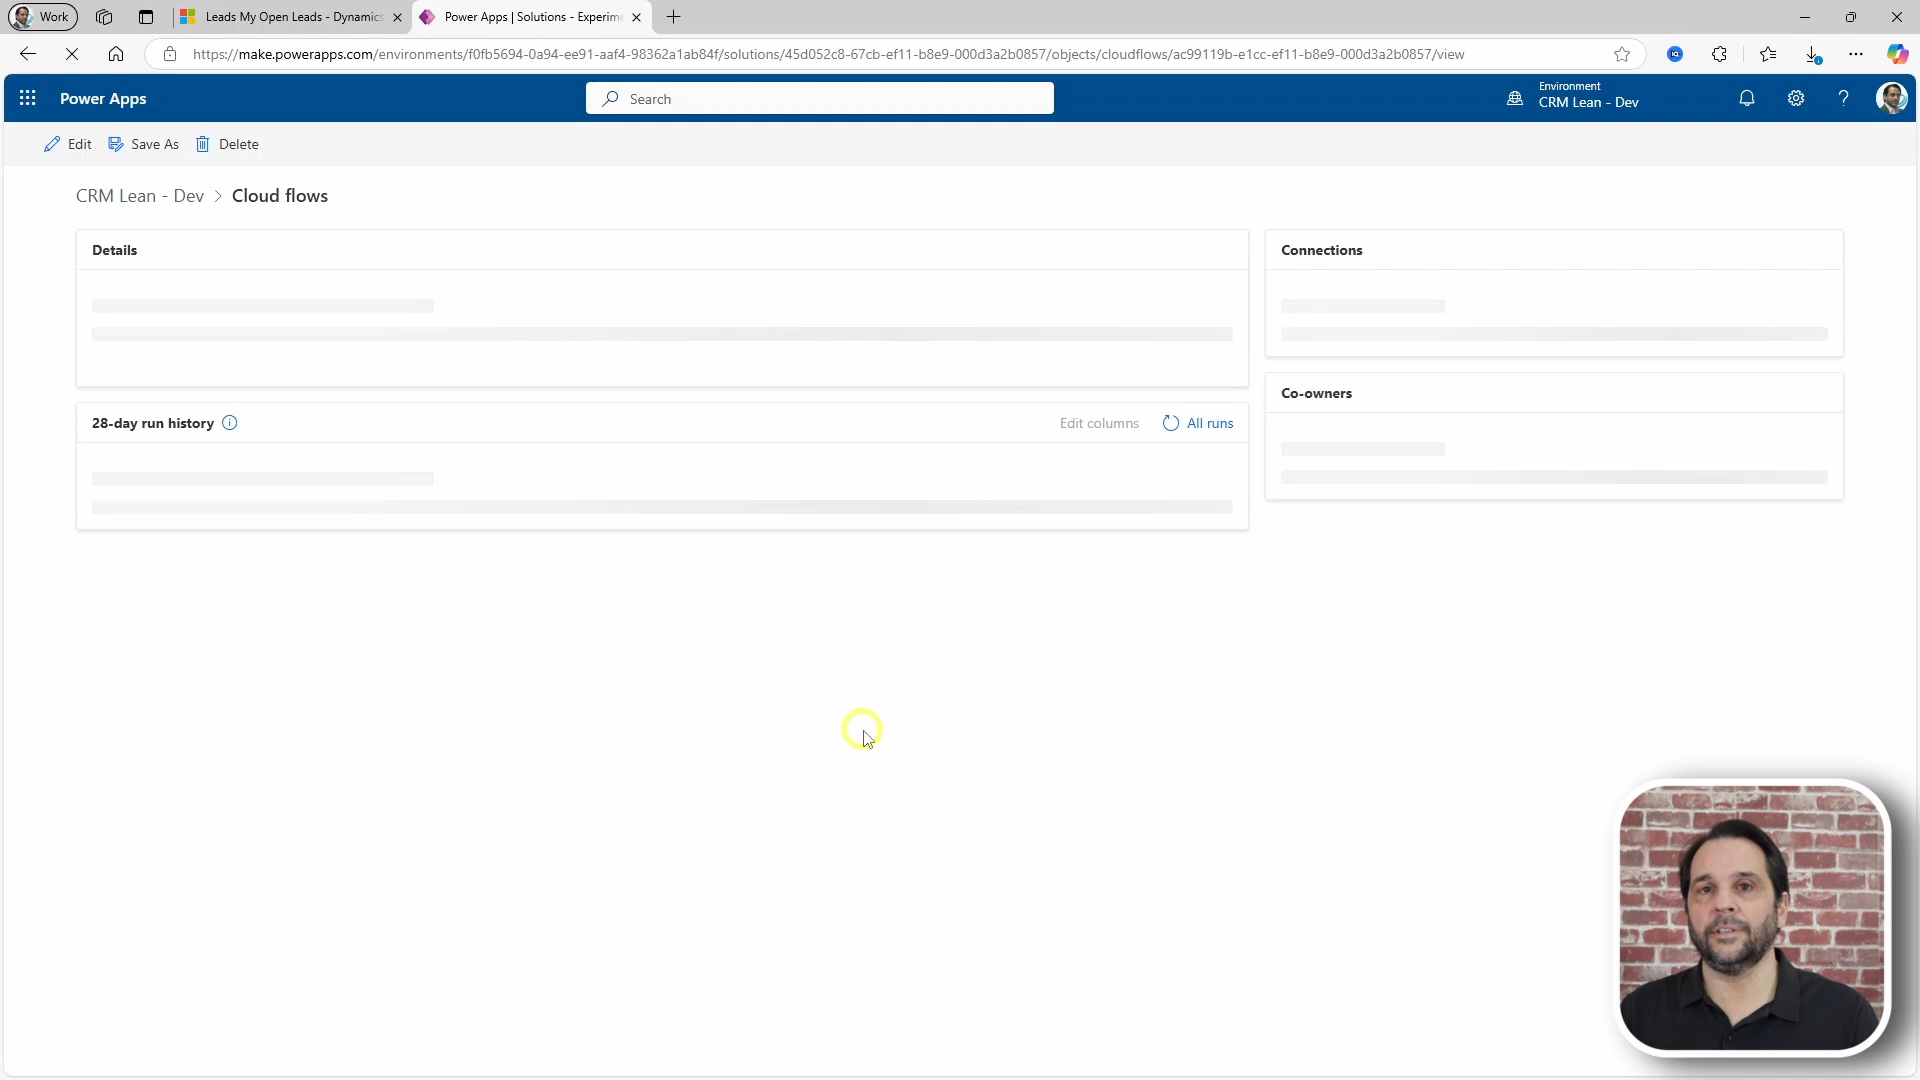 Work
Leads My Open Leads - Dynamics
Power Apps | Solutions - Experime
https://make.powerapps.com/environments/f0fb5694-0a94-ee91-aaf4-98362a1ab84f/solutions/45d052c8-67cb-ef11-b8e9-000d3a2b0857/objects/cloudflows/ac99119b-e1cc-ef11-b8e9-000d3a2b0857/view
Power Apps
Search
Environment
CRM Lean - Dev
Edit
Save As
Delete
CRM Lean - Dev > Cloud flows
Details
Connections
Co-owners
28-day run history
Edit columns
All runs